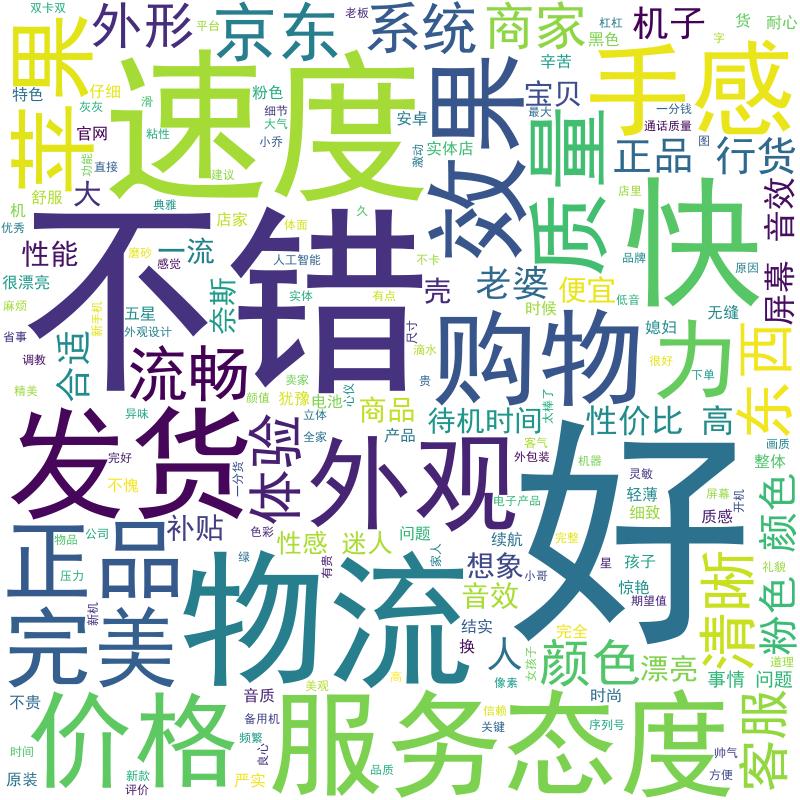 双卡双
平台
老板
杠杠
字
货
耐心
外形
京东
系统
商家
黑色
机子
苹果
速度
效果
手感
特色
仔细
灰灰
滑
粉色
细节
大气
小乔
安卓
辛苦
宝贝
最大
一分钱
通话质量
官网
粘性
实体店
激动
质量
正品
图
行货
功能
直接
建议
舒服
大
机
典雅
店家
久
体面
店里
音效
优秀
不错
快
性能
磨砂
一流
感觉
人工智能
不卡
品牌
原因
很漂亮
奈斯
实体
有点
壳
老婆
便宜
低音
屏幕
麻烦
新手机
五星
外观设计
尺寸
购物
时候
媳妇
无缝
省事
调教
合适
流畅
卖家
滴水
力
很好
东西
精美
颜值
犹豫
电池
心仪
贵
太棒了
下单
异味
立体
商品
待机时间
性价比
高
发货
体验
全家
产品
外观
好
客气
画质
完好
一分货
外包装
机器
灵敏
整体
不愧
电子产品
轻薄
屏幕
开机
颜色
正品
补贴
色彩
细致
质感
物品
公司
性感
迷人
问题
续航
完整
清晰
压力
绿
物流
家人
想象
小哥
星
孩子
礼貌
完美
新机
有贵
音效
惊艳
期望值
粉色
结实
完全
换
人
女孩子
颜色
漂亮
道理
事情
问题
像素
不贵
价格
音质
美观
高
服务态度
信赖
时尚
客服
备用机
关键
序列号
时间
频繁
良心
帅气
原装
新款
评价
严实
品质
方便